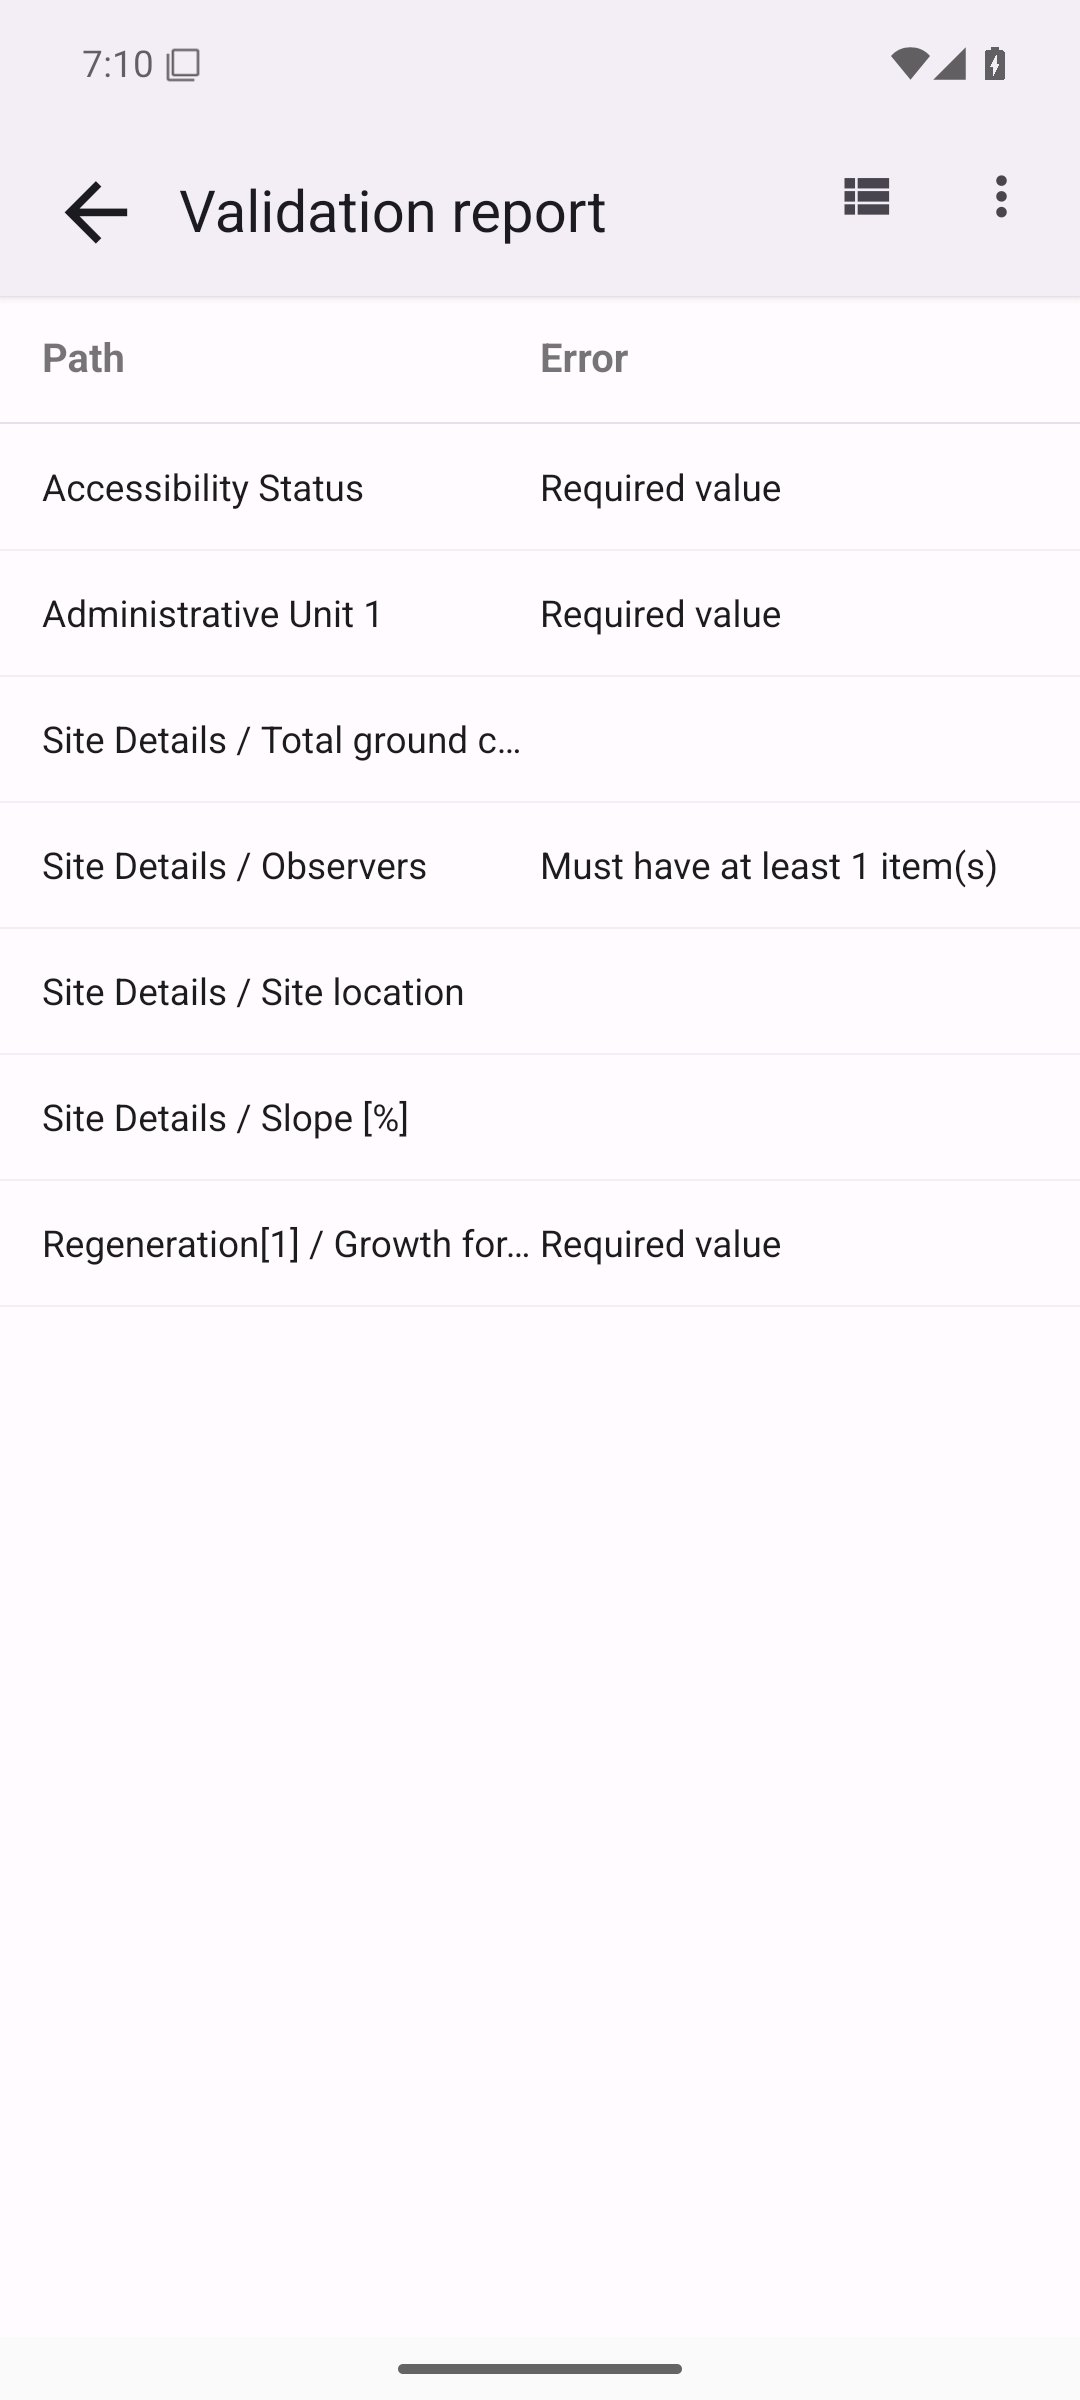 7:10
Validation report
Path Error
Accessibility Status Required value
Administrative Unit 1 Required value
Site Details / Total ground c...
Site Details / Observers Must have at least 1 item(s)
Site Details / Site location
Site Details / Slope [%]
Regeneration[1] / Growth for... Required value